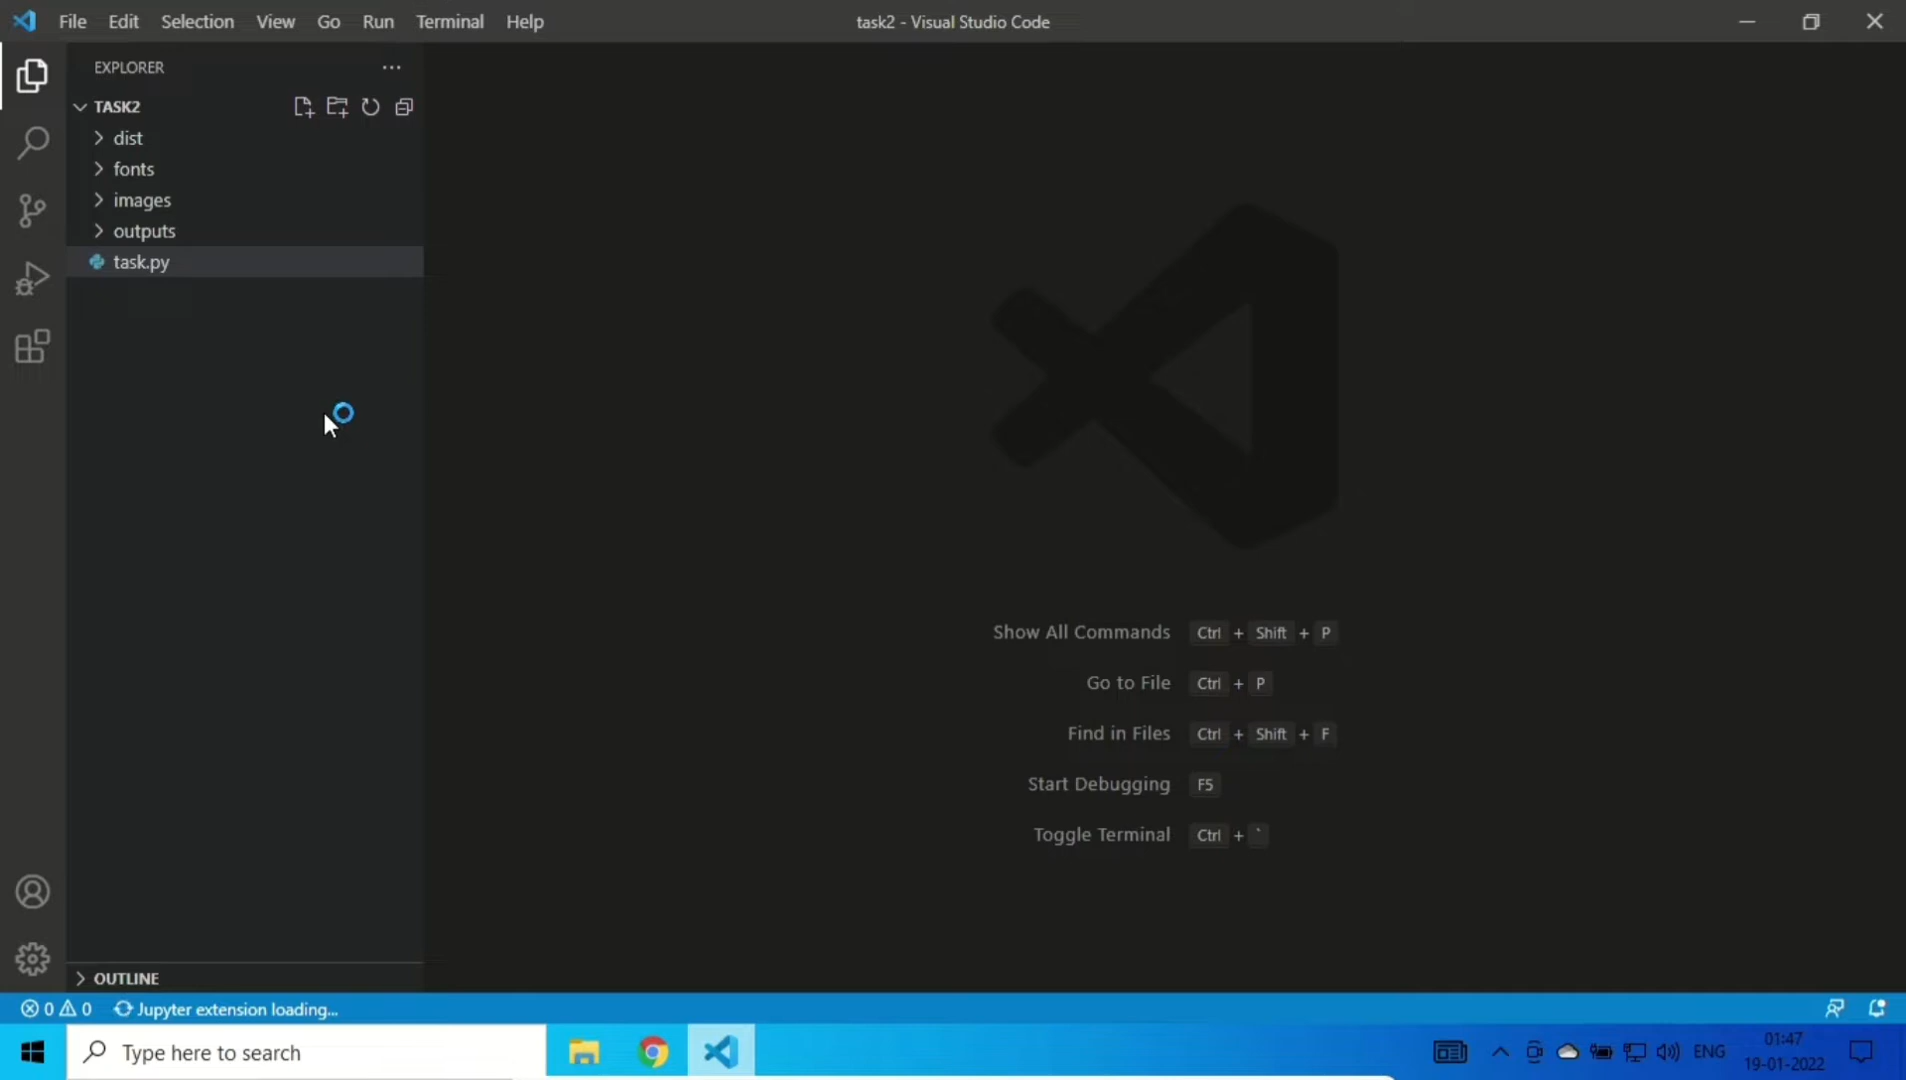 File Edit Selection View Go Run Terminal Help
task2 - Visual Studio Code
EXPLORER
TASK2
dist
fonts
images
outputs
task.py
Show All Commands Ctrl + Shift + P
Go to File Ctrl + P
Find in Files Ctrl + Shift + F
Start Debugging F5
Toggle Terminal Ctrl + `
OUTLINE
0 0 Jupyter extension loading...
Type here to search
ENG
01:47
19-01-2022